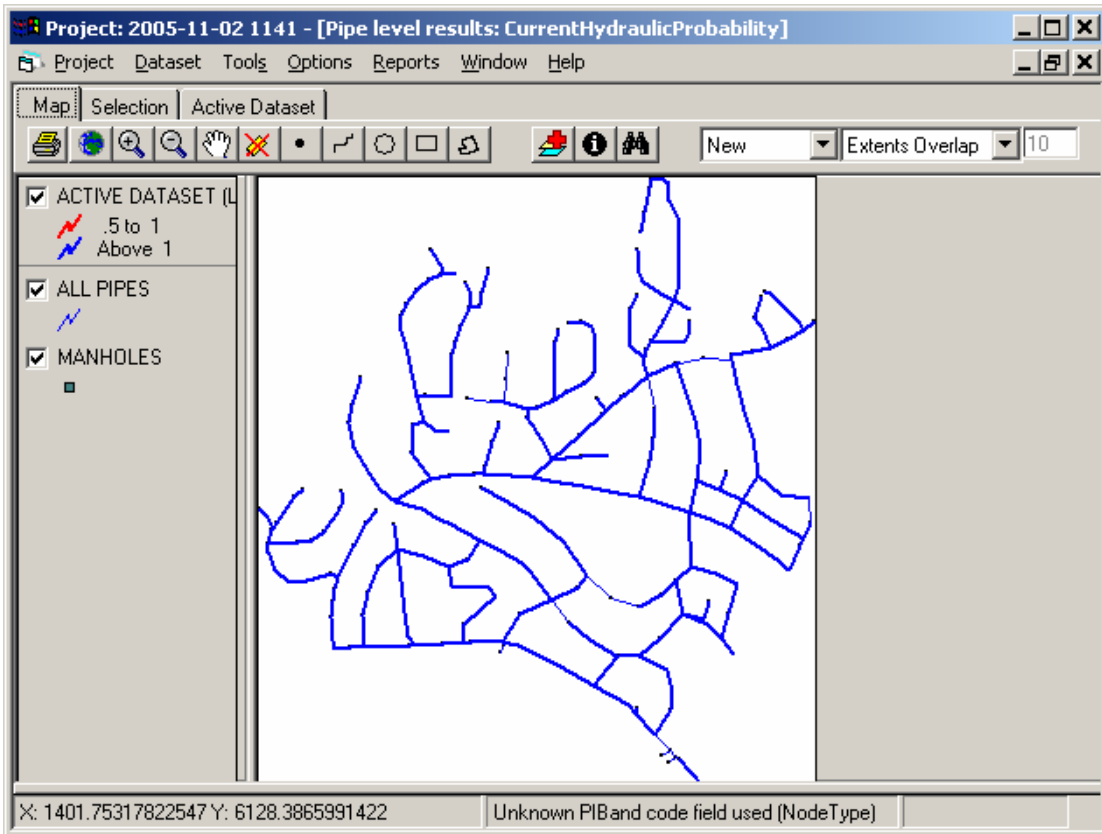 Project: 2005-11-02 1141 - [Pipe level results: CurrentHydraulicProbability]
Project Dataset Tools Options Reports Window Help
Map Selection Active Dataset
New Extents Overlap 10
ACTIVE DATASET (L
.5 to 1
Above 1
ALL PIPES
MANHOLES
X: 1401.75317822547 Y: 6128.3865991422 Unknown PIBand code field used (NodeType)